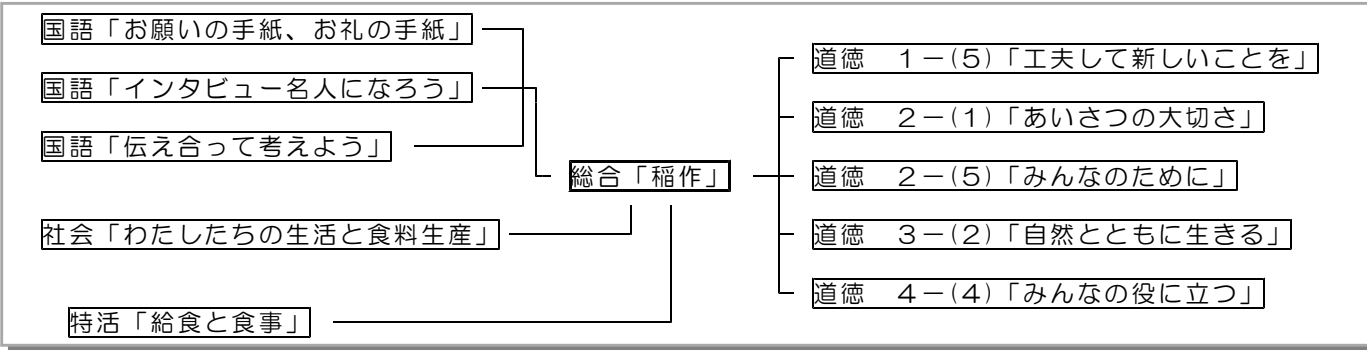 国語「お願いの手紙、お礼の手紙」
国語「インタビュー名人になろう」
国語「伝え合って考えよう」
社会「わたしたちの生活と食料生産」
特活「給食と食事」
総合「稲作」
道徳　１－(５)「工夫して新しいことを」
道徳　２－(１)「あいさつの大切さ」
道徳　２－(５)「みんなのために」
道徳　３－(２)「自然とともに生きる」
道徳　４－(４)「みんなの役に立つ」